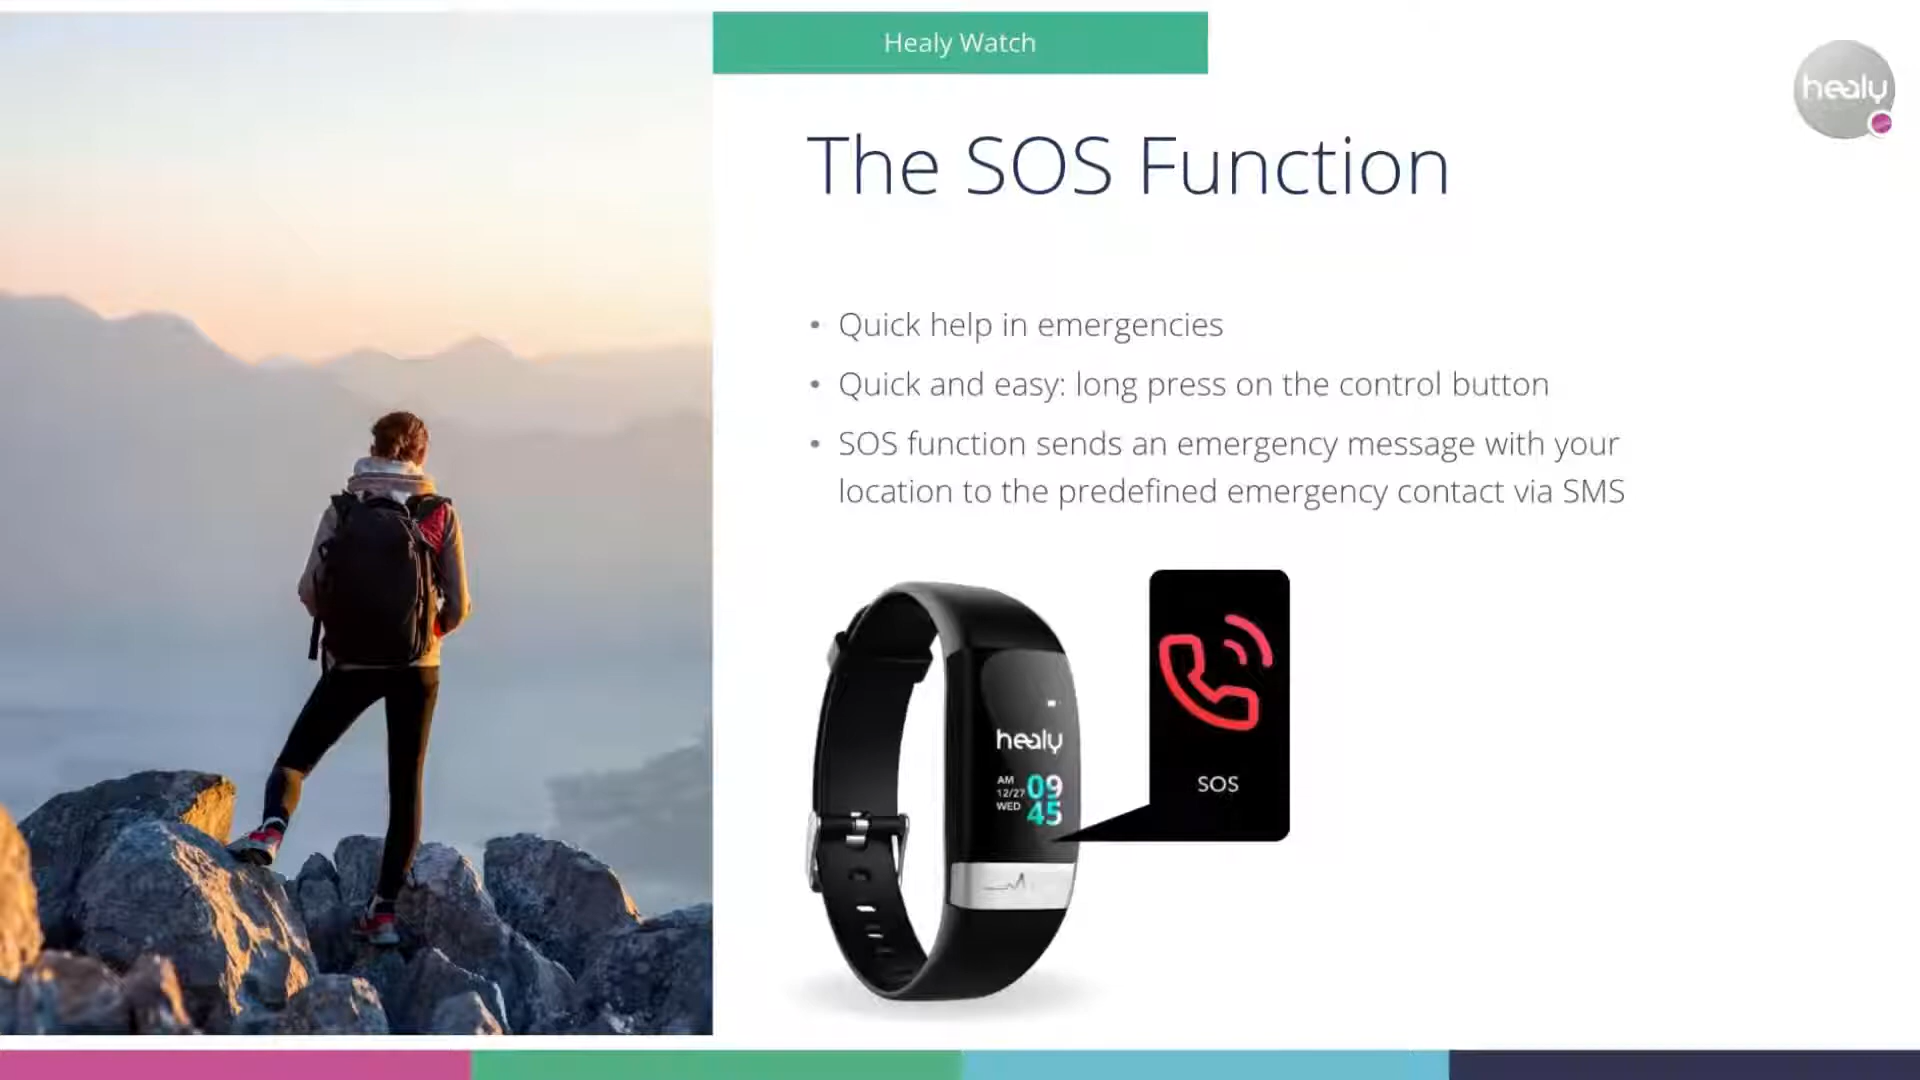 Healy Watch
healy
The SOS Function
• Quick help in emergencies
• Quick and easy: long press on the control button
• SOS function sends an emergency message with your
location to the predefined emergency contact via SMS
healy
AM
12/27
WED
09
45
SOS